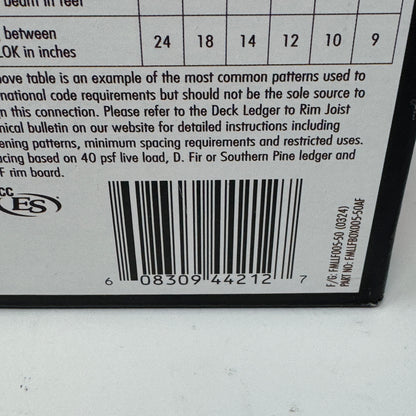 beam in feet
between
LOK in inches
24 18 14 12 10 9
ove table is an example of the most common patterns used to
national code requirements but should not be the sole source to
n this connection. Please refer to the Deck Ledger to Rim Joist
nical bulletin on our website for detailed instructions including
ening patterns, minimum spacing requirements and restricted uses.
acing based on 40 psf live load, D. Fir or Southern Pine ledger and
F rim board.
CC
ES
6 08309 44212 7
F/G: FMLLF005-50 (0324)
PART NO: FMLLFBOX005-50AF